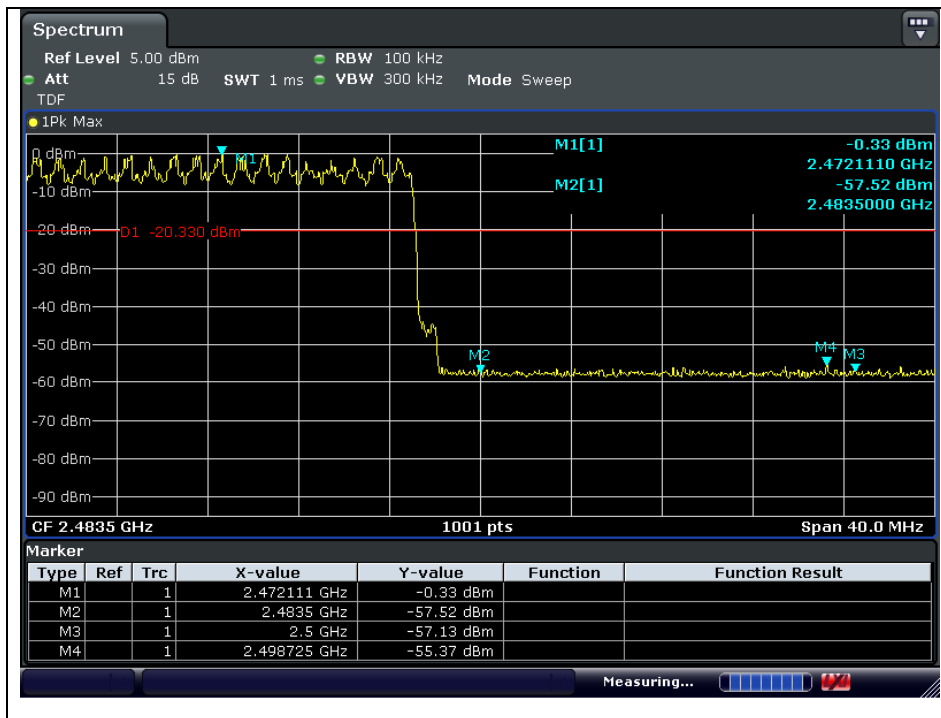 Spectrum
Ref Level 5.00 dBm RBW 100 kHz
Att 15 dB SWT 1 ms VBW 300 kHz Mode Sweep
TDF
1Pk Max
M1[1] -0.33 dBm
2.4721110 GHz
M2[1] -57.52 dBm
2.4835000 GHz
0 dBm
M1
-10 dBm
-20 dBm
D1 -20.330 dBm
-30 dBm
-40 dBm
-50 dBm
M2
M4
M3
-60 dBm
-70 dBm
-80 dBm
-90 dBm
CF 2.4835 GHz 1001 pts Span 40.0 MHz
Marker
Type Ref Trc X-value Y-value Function Function Result
M1 1 2.472111 GHz -0.33 dBm
M2 1 2.4835 GHz -57.52 dBm
M3 1 2.5 GHz -57.13 dBm
M4 1 2.498725 GHz -55.37 dBm
Measuring...